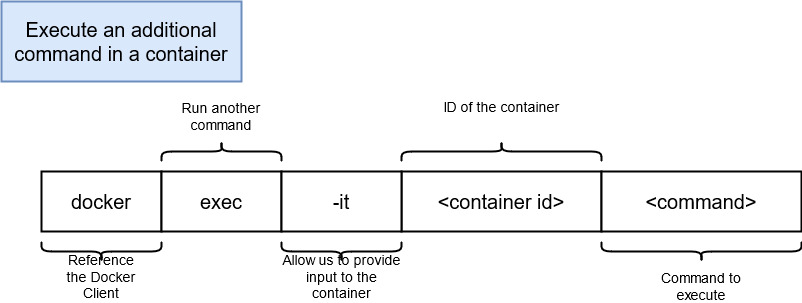 Execute an additional
command in a container
Run another
command
ID of the container
docker
exec
-it
<container id>
<command>
Reference
the Docker
Client
Allow us to provide
input to the
container
Command to
execute